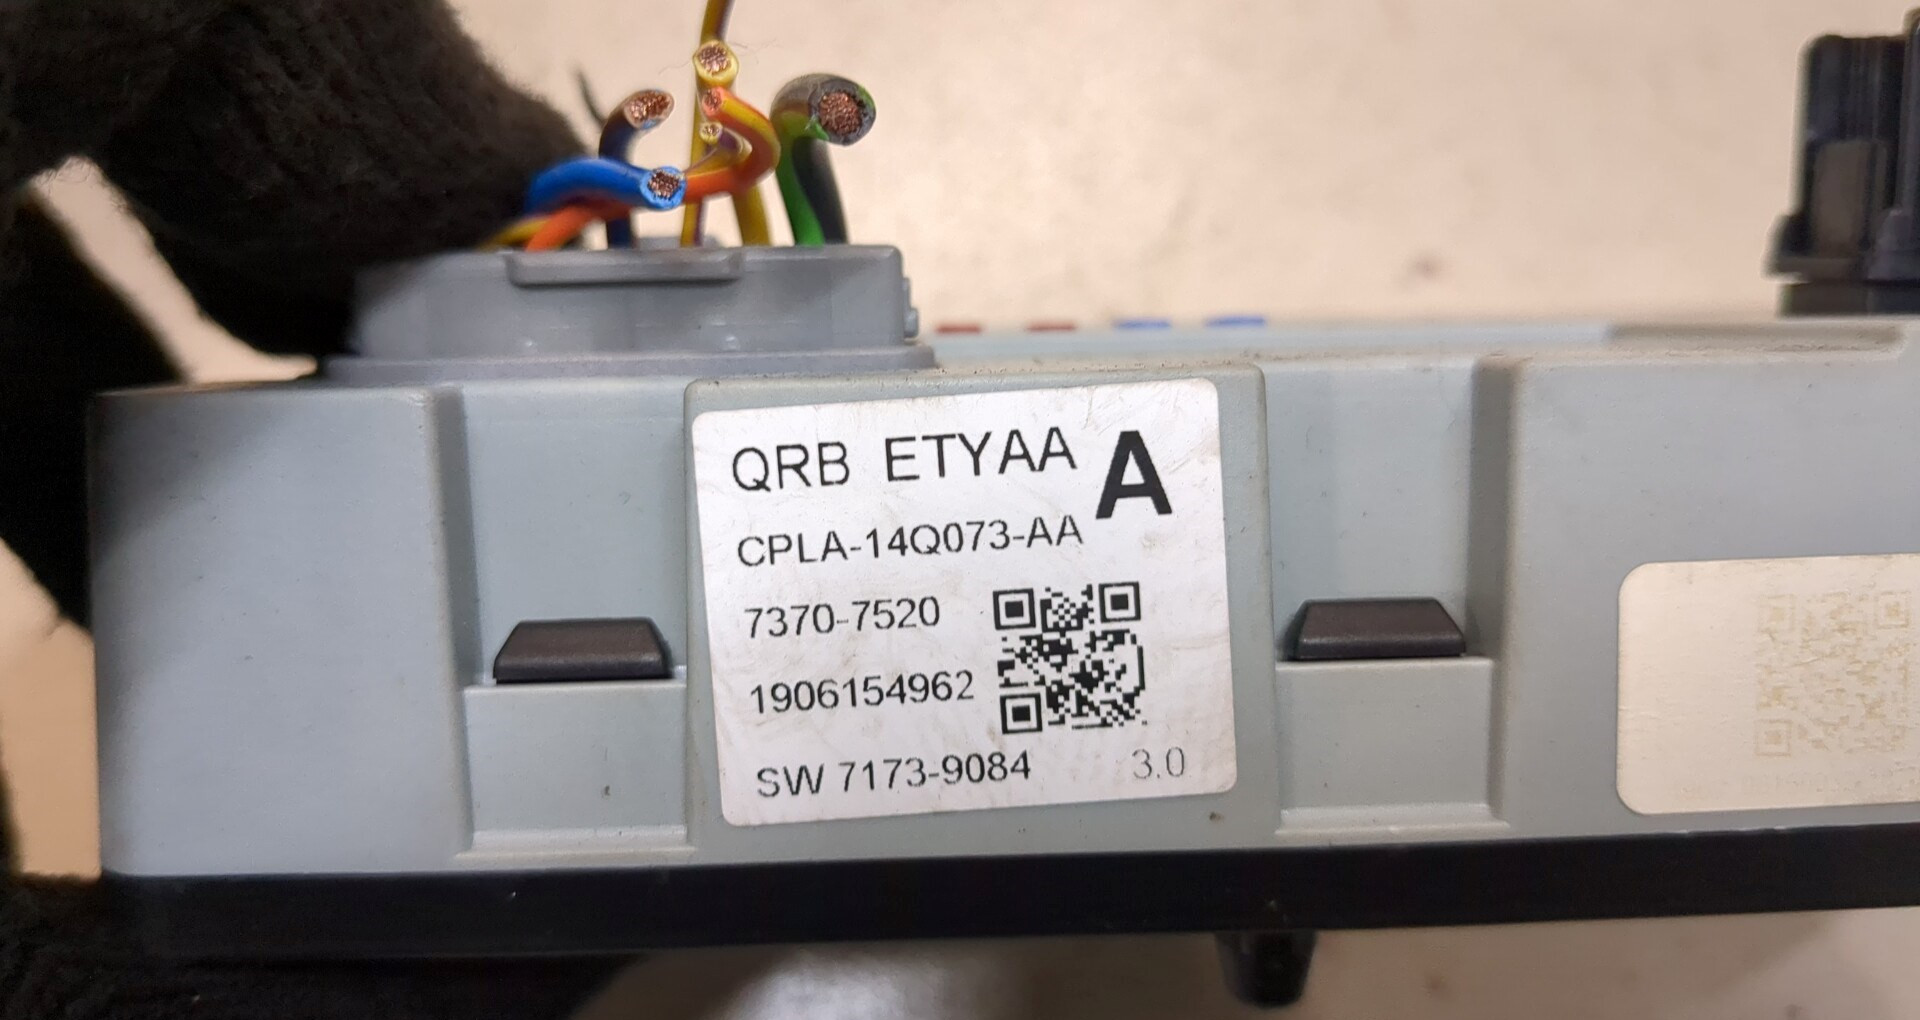 QRB ETYAA A
CPLA-14Q073-AA
7370-7520
1906154962
SW 7173-9084 3.0